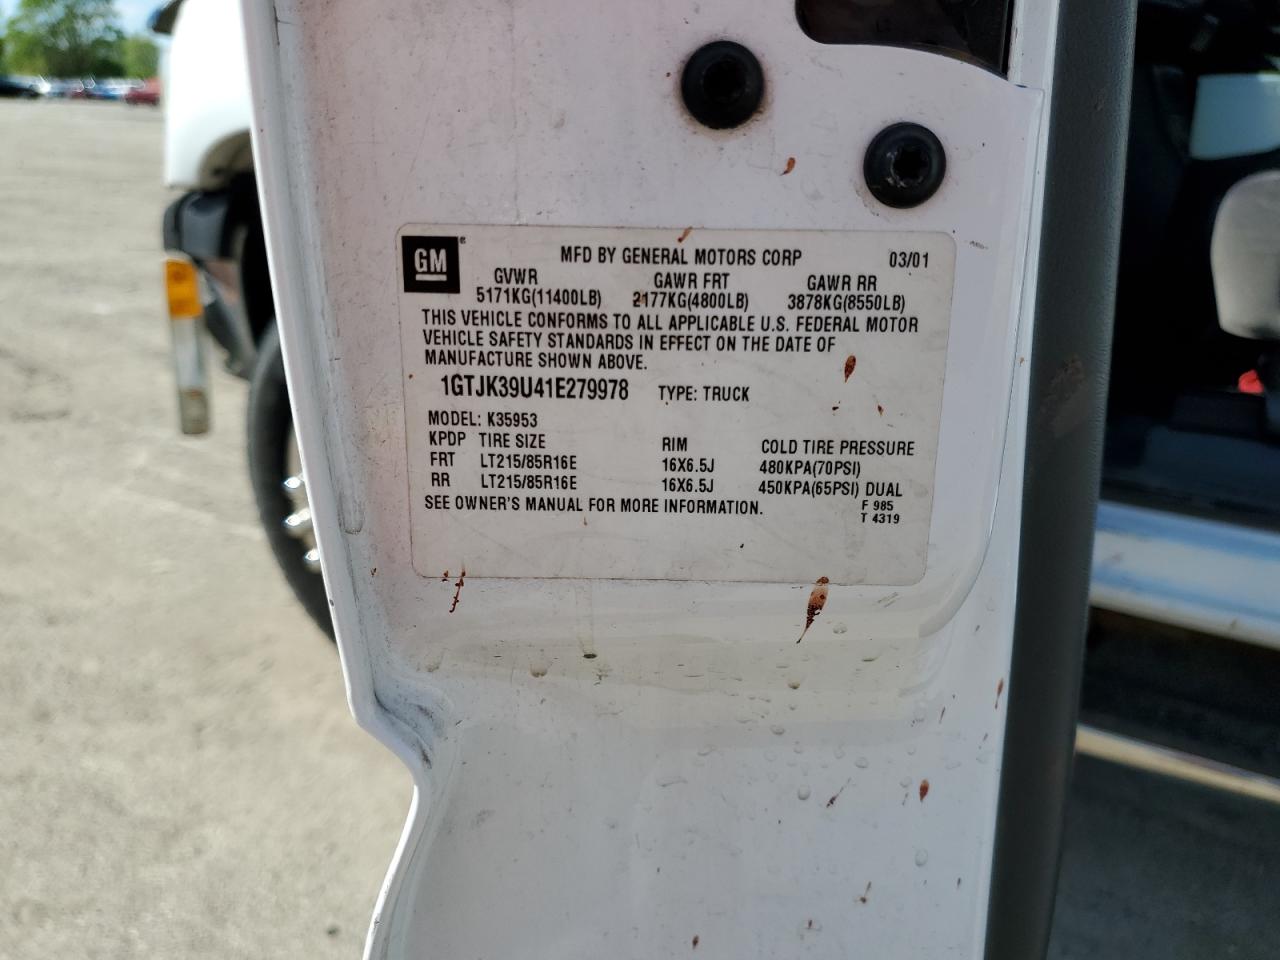 GM ® MFD BY GENERAL MOTORS CORP 03/01
GVWR GAWR FRT GAWR RR
5171KG(11400LB) 2177KG(4800LB) 3878KG(8550LB)
THIS VEHICLE CONFORMS TO ALL APPLICABLE U.S. FEDERAL MOTOR
VEHICLE SAFETY STANDARDS IN EFFECT ON THE DATE OF
MANUFACTURE SHOWN ABOVE.
1GTJK39U41E279978 TYPE: TRUCK
MODEL: K35953
KPDP TIRE SIZE RIM COLD TIRE PRESSURE
FRT LT215/85R16E 16X6.5J 480KPA(70PSI)
RR LT215/85R16E 16X6.5J 450KPA(65PSI) DUAL
SEE OWNER'S MANUAL FOR MORE INFORMATION.
F 985
T 4319